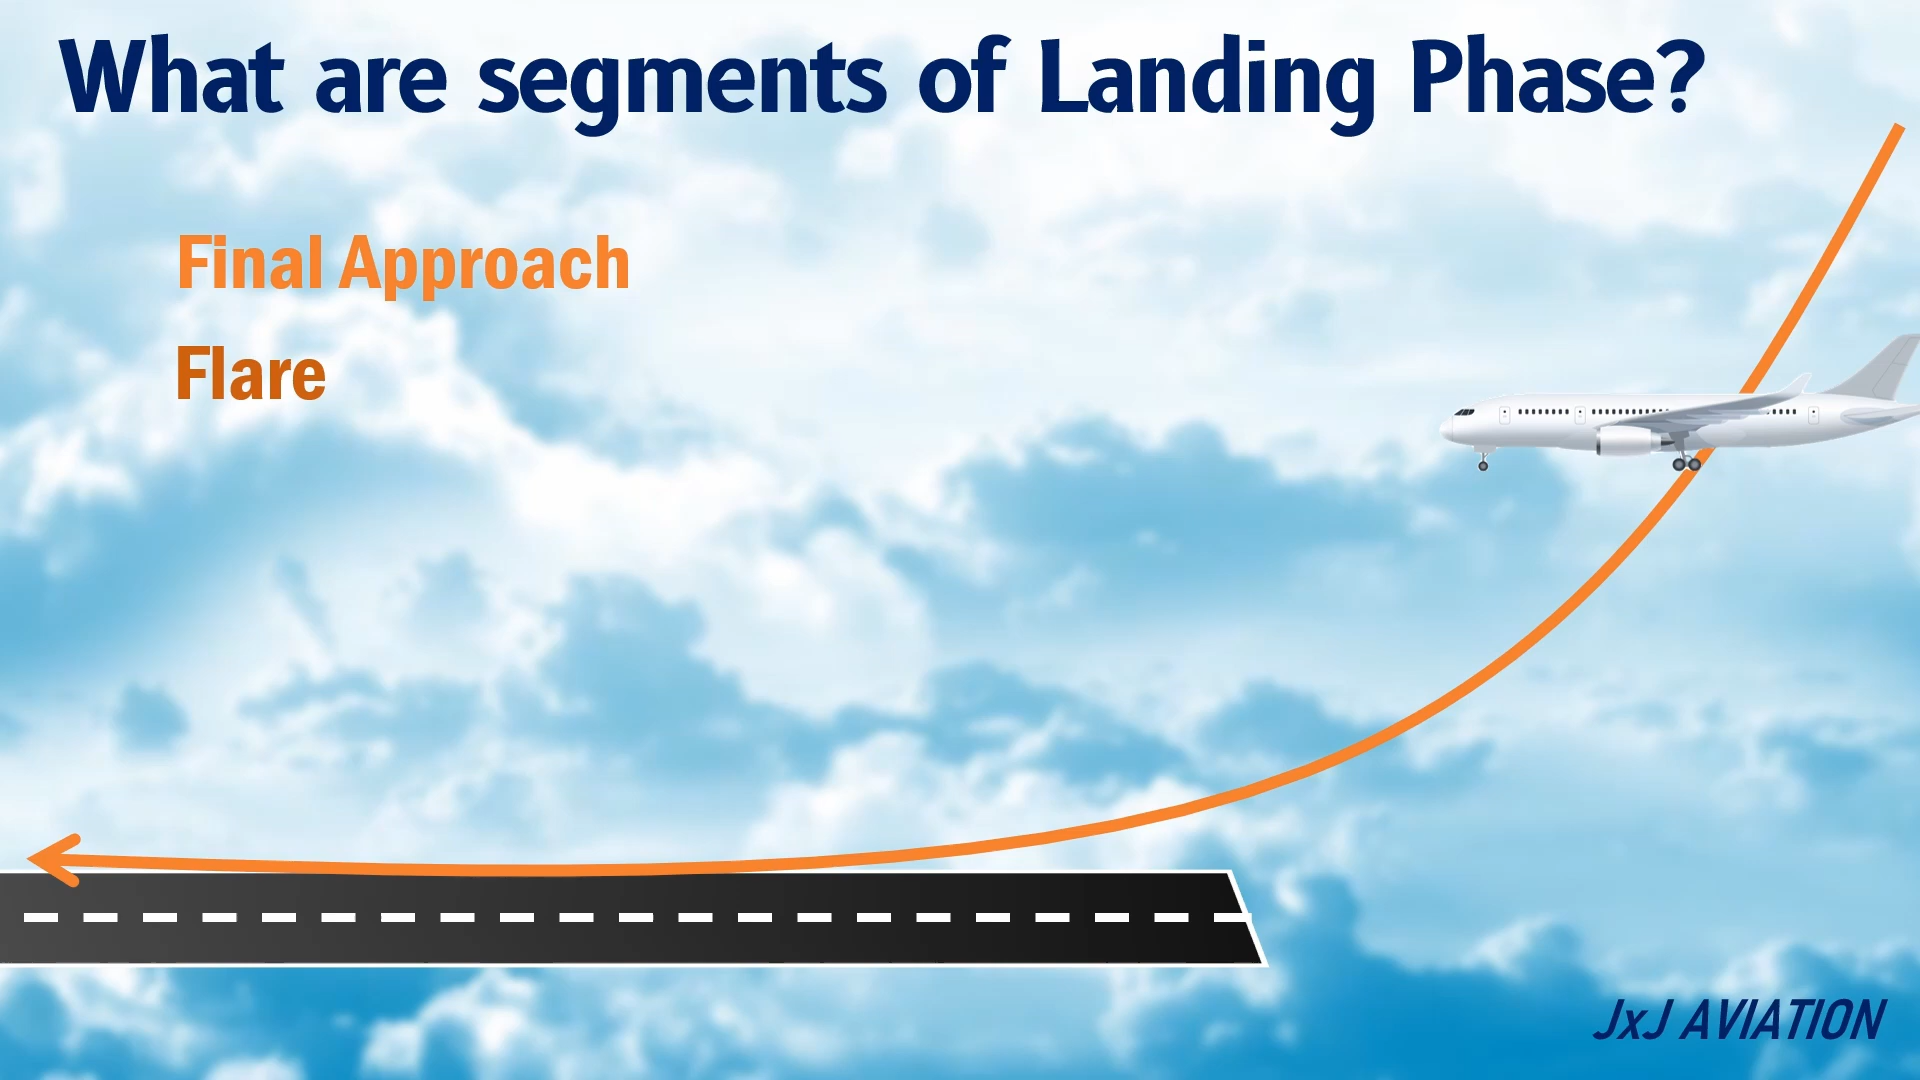 What are segments of Landing Phase?
Final Approach
Flare
JxJ AVIATION